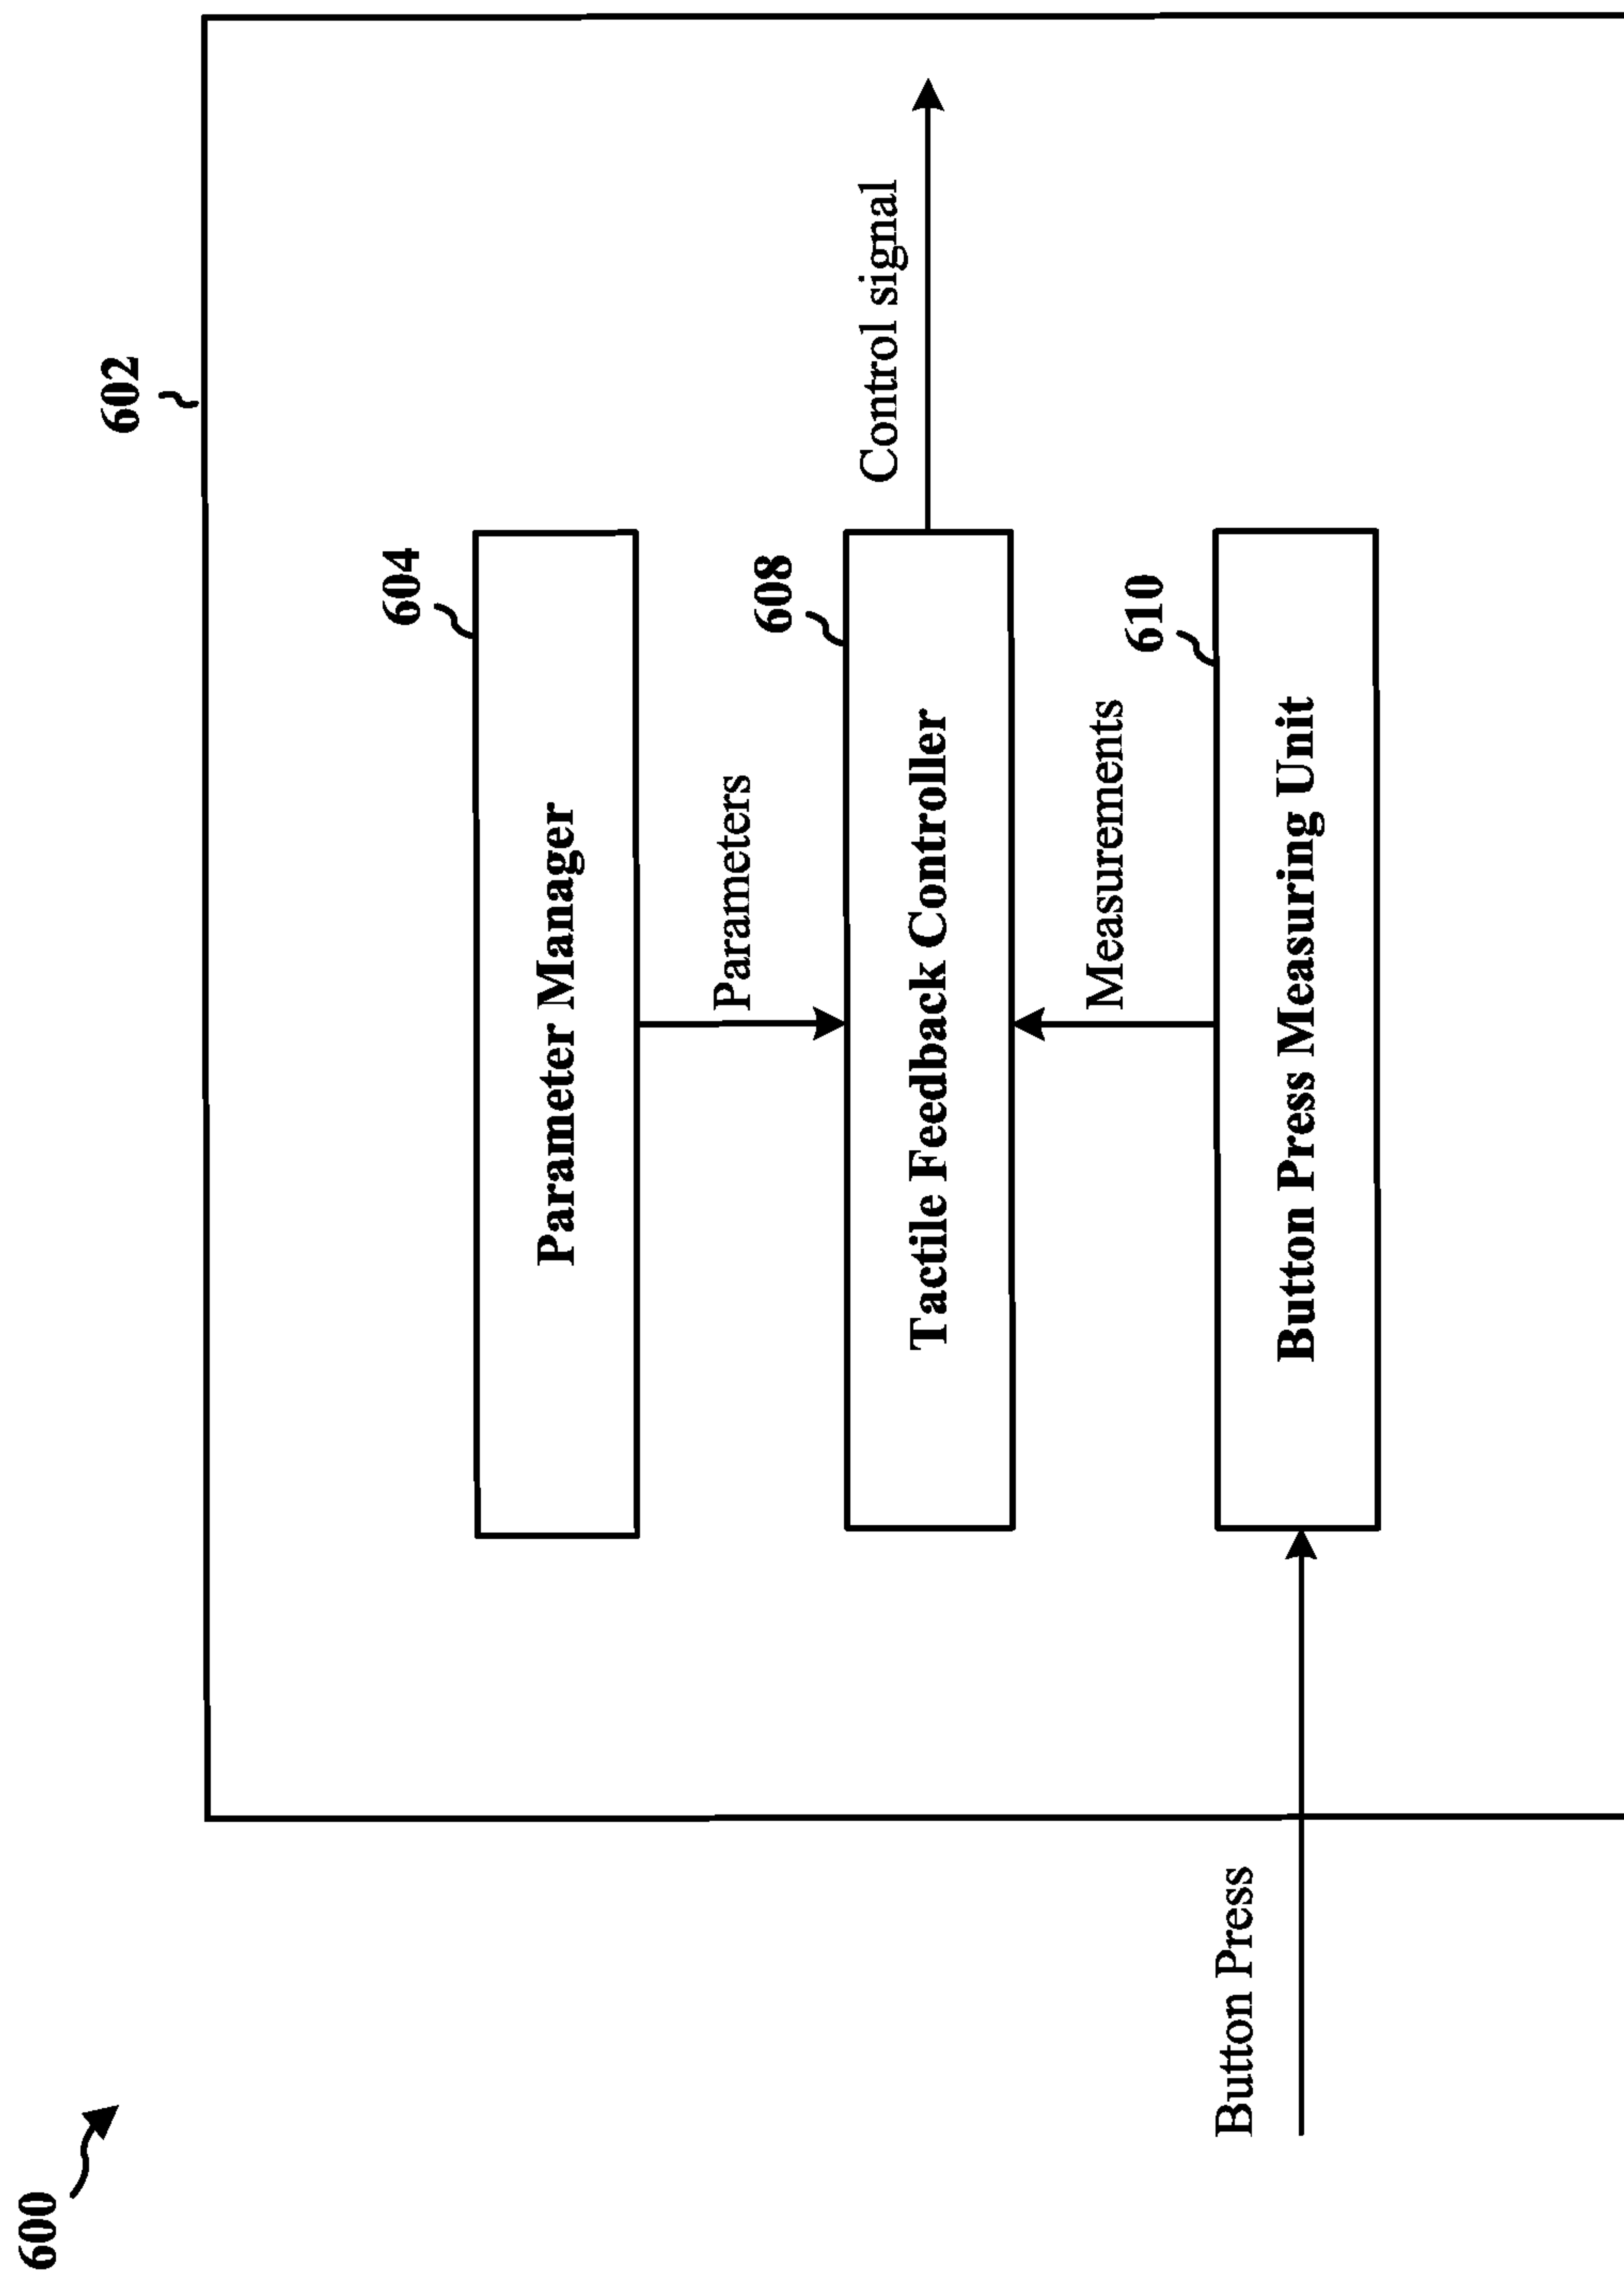 600
602
604
Parameter Manager
Parameters
608
Tactile Feedback Controller
Control signal
Measurements
610
Button Press Measuring Unit
Button Press